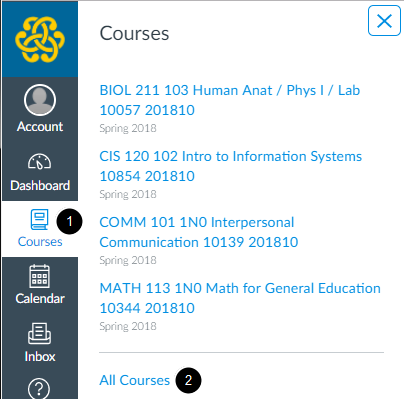 Courses
BIOL 211 103 Human Anat / Phys I / Lab
10057 201810
Spring 2018
CIS 120 102 Intro to Information Systems
10854 201810
Spring 2018
COMM 101 1N0 Interpersonal
Communication 10139 201810
Spring 2018
MATH 113 1N0 Math for General Education
10344 201810
Spring 2018
All Courses 2
Account
Dashboard
1
Courses
Calendar
Inbox
?